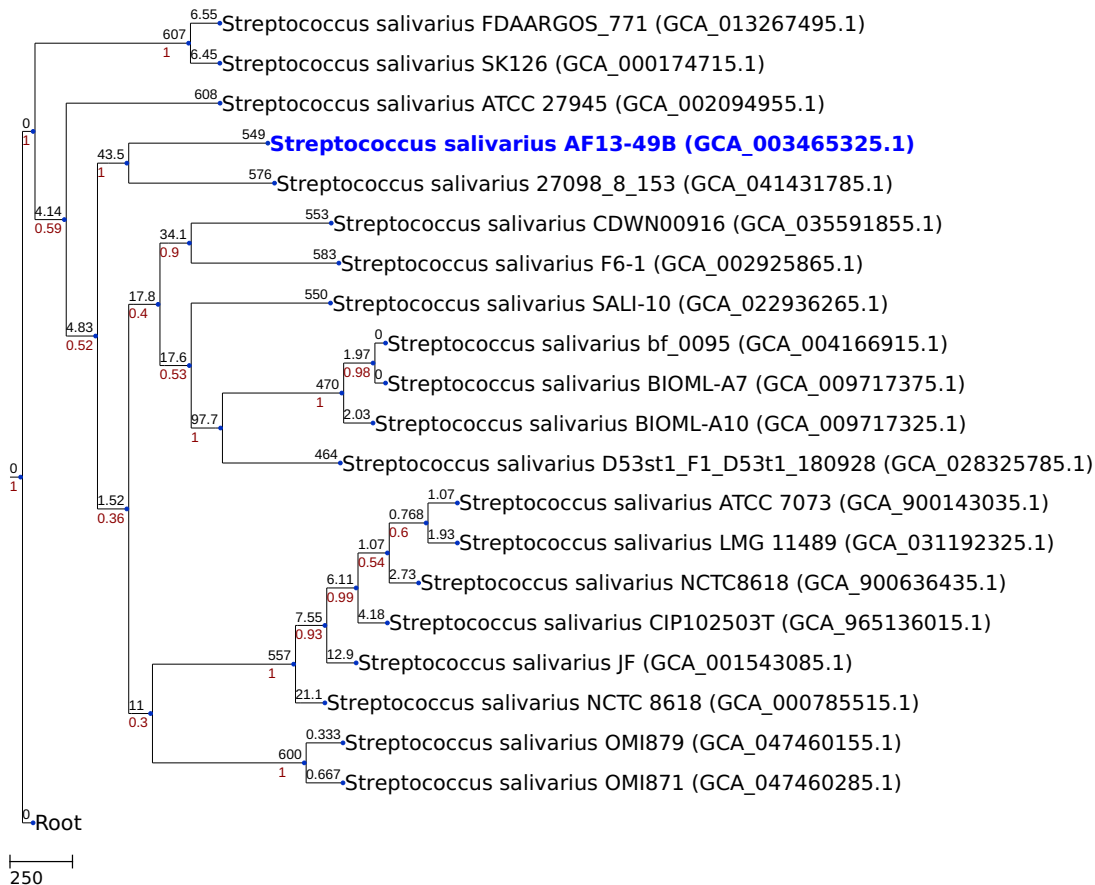 6.55 Streptococcus salivarius FDAARGOS_771 (GCA_013267495.1)
607
1
6.45 Streptococcus salivarius SK126 (GCA_000174715.1)
608 Streptococcus salivarius ATCC 27945 (GCA_002094955.1)
0
1
549 Streptococcus salivarius AF13-49B (GCA_003465325.1)
43.5
1
576 Streptococcus salivarius 27098_8_153 (GCA_041431785.1)
4.14
0.59
553 Streptococcus salivarius CDWN00916 (GCA_035591855.1)
34.1
0.9
583 Streptococcus salivarius F6-1 (GCA_002925865.1)
17.8
0.4
550 Streptococcus salivarius SALI-10 (GCA_022936265.1)
4.83
0.52
0 Streptococcus salivarius bf_0095 (GCA_004166915.1)
17.6
0.53
1.97
0.98
0 Streptococcus salivarius BIOML-A7 (GCA_009717375.1)
470
1
2.03 Streptococcus salivarius BIOML-A10 (GCA_009717325.1)
97.7
1
464 Streptococcus salivarius D53st1_F1_D53t1_180928 (GCA_028325785.1)
0
1
1.07 Streptococcus salivarius ATCC 7073 (GCA_900143035.1)
1.52
0.36
0.768
0.6
1.93 Streptococcus salivarius LMG 11489 (GCA_031192325.1)
1.07
0.54
2.73 Streptococcus salivarius NCTC8618 (GCA_900636435.1)
6.11
0.99
4.18 Streptococcus salivarius CIP102503T (GCA_965136015.1)
7.55
0.93
12.9 Streptococcus salivarius JF (GCA_001543085.1)
557
1
21.1 Streptococcus salivarius NCTC 8618 (GCA_000785515.1)
11
0.3
0.333 Streptococcus salivarius OMI879 (GCA_047460155.1)
600
1
0.667 Streptococcus salivarius OMI871 (GCA_047460285.1)
0 Root
250